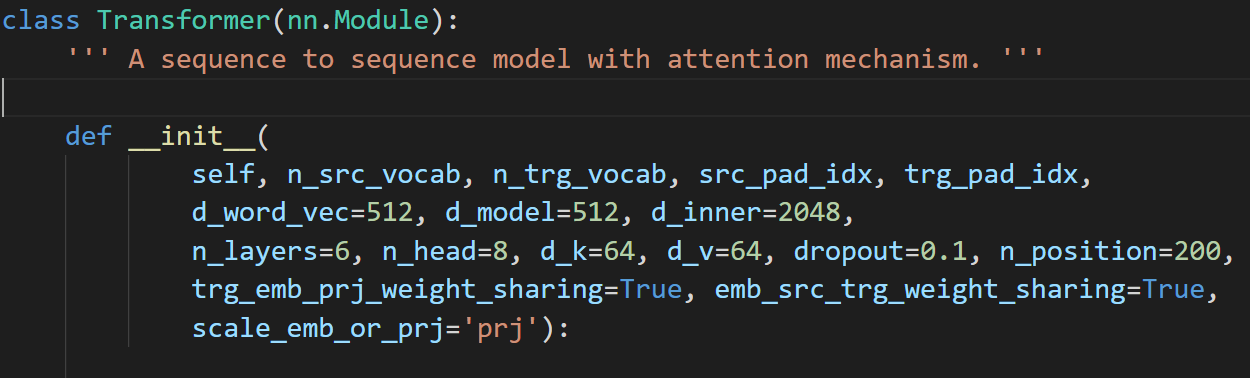 class Transformer(nn.Module):
''' A sequence to sequence model with attention mechanism. '''
def __init__(
self, n_src_vocab, n_trg_vocab, src_pad_idx, trg_pad_idx,
d_word_vec=512, d_model=512, d_inner=2048,
n_layers=6, n_head=8, d_k=64, d_v=64, dropout=0.1, n_position=200,
trg_emb_prj_weight_sharing=True, emb_src_trg_weight_sharing=True,
scale_emb_or_prj='prj'):